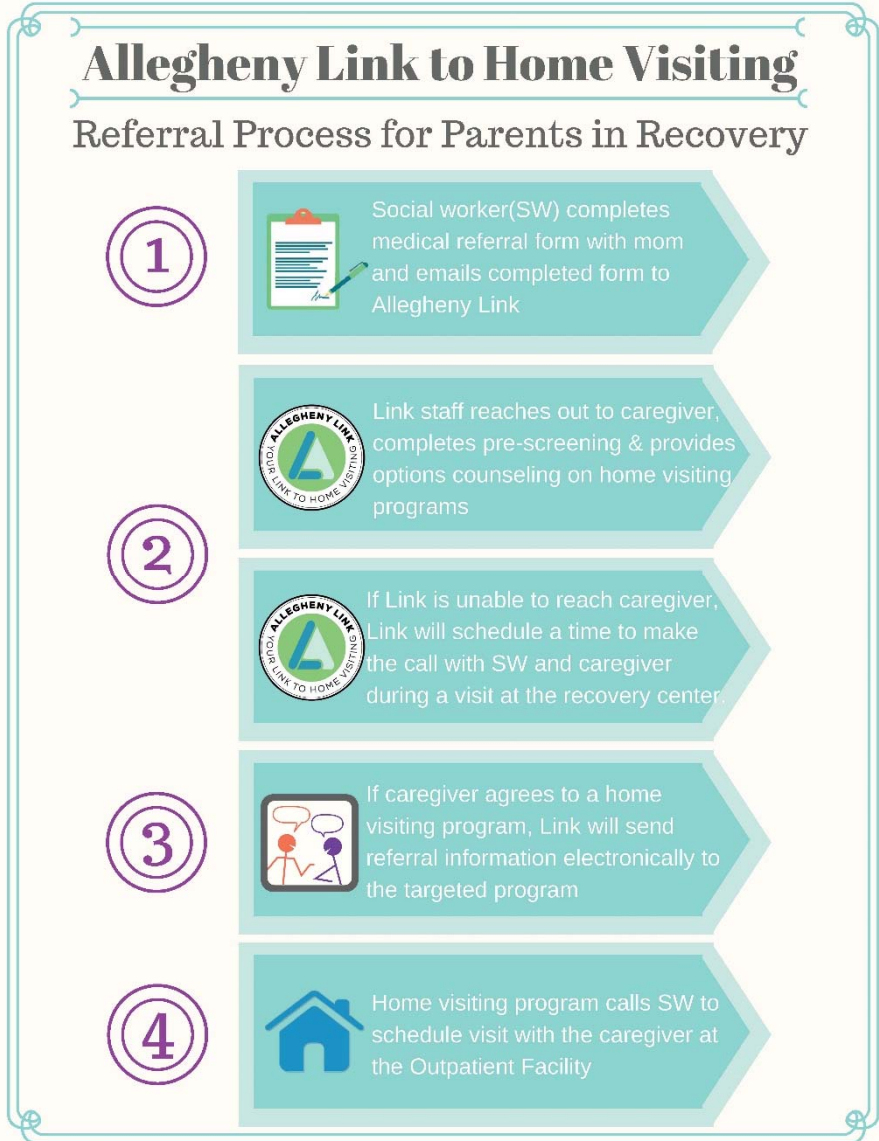 Allegheny Link to Home Visiting
Referral Process for Parents in Recovery
1
Social worker(SW) completes
medical referral form with mom
and emails completed form to
Allegheny Link
2
ALLEGHENY LINK
YOUR LINK TO HOME VISITING
Link staff reaches out to caregiver,
completes pre-screening & provides
options counseling on home visiting
programs
ALLEGHENY LINK
YOUR LINK TO HOME VISITING
If Link is unable to reach caregiver,
Link will schedule a time to make
the call with SW and caregiver
during a visit at the recovery center.
3
If caregiver agrees to a home
visiting program, Link will send
referral information electronically to
the targeted program
4
Home visiting program calls SW to
schedule visit with the caregiver at
the Outpatient Facility